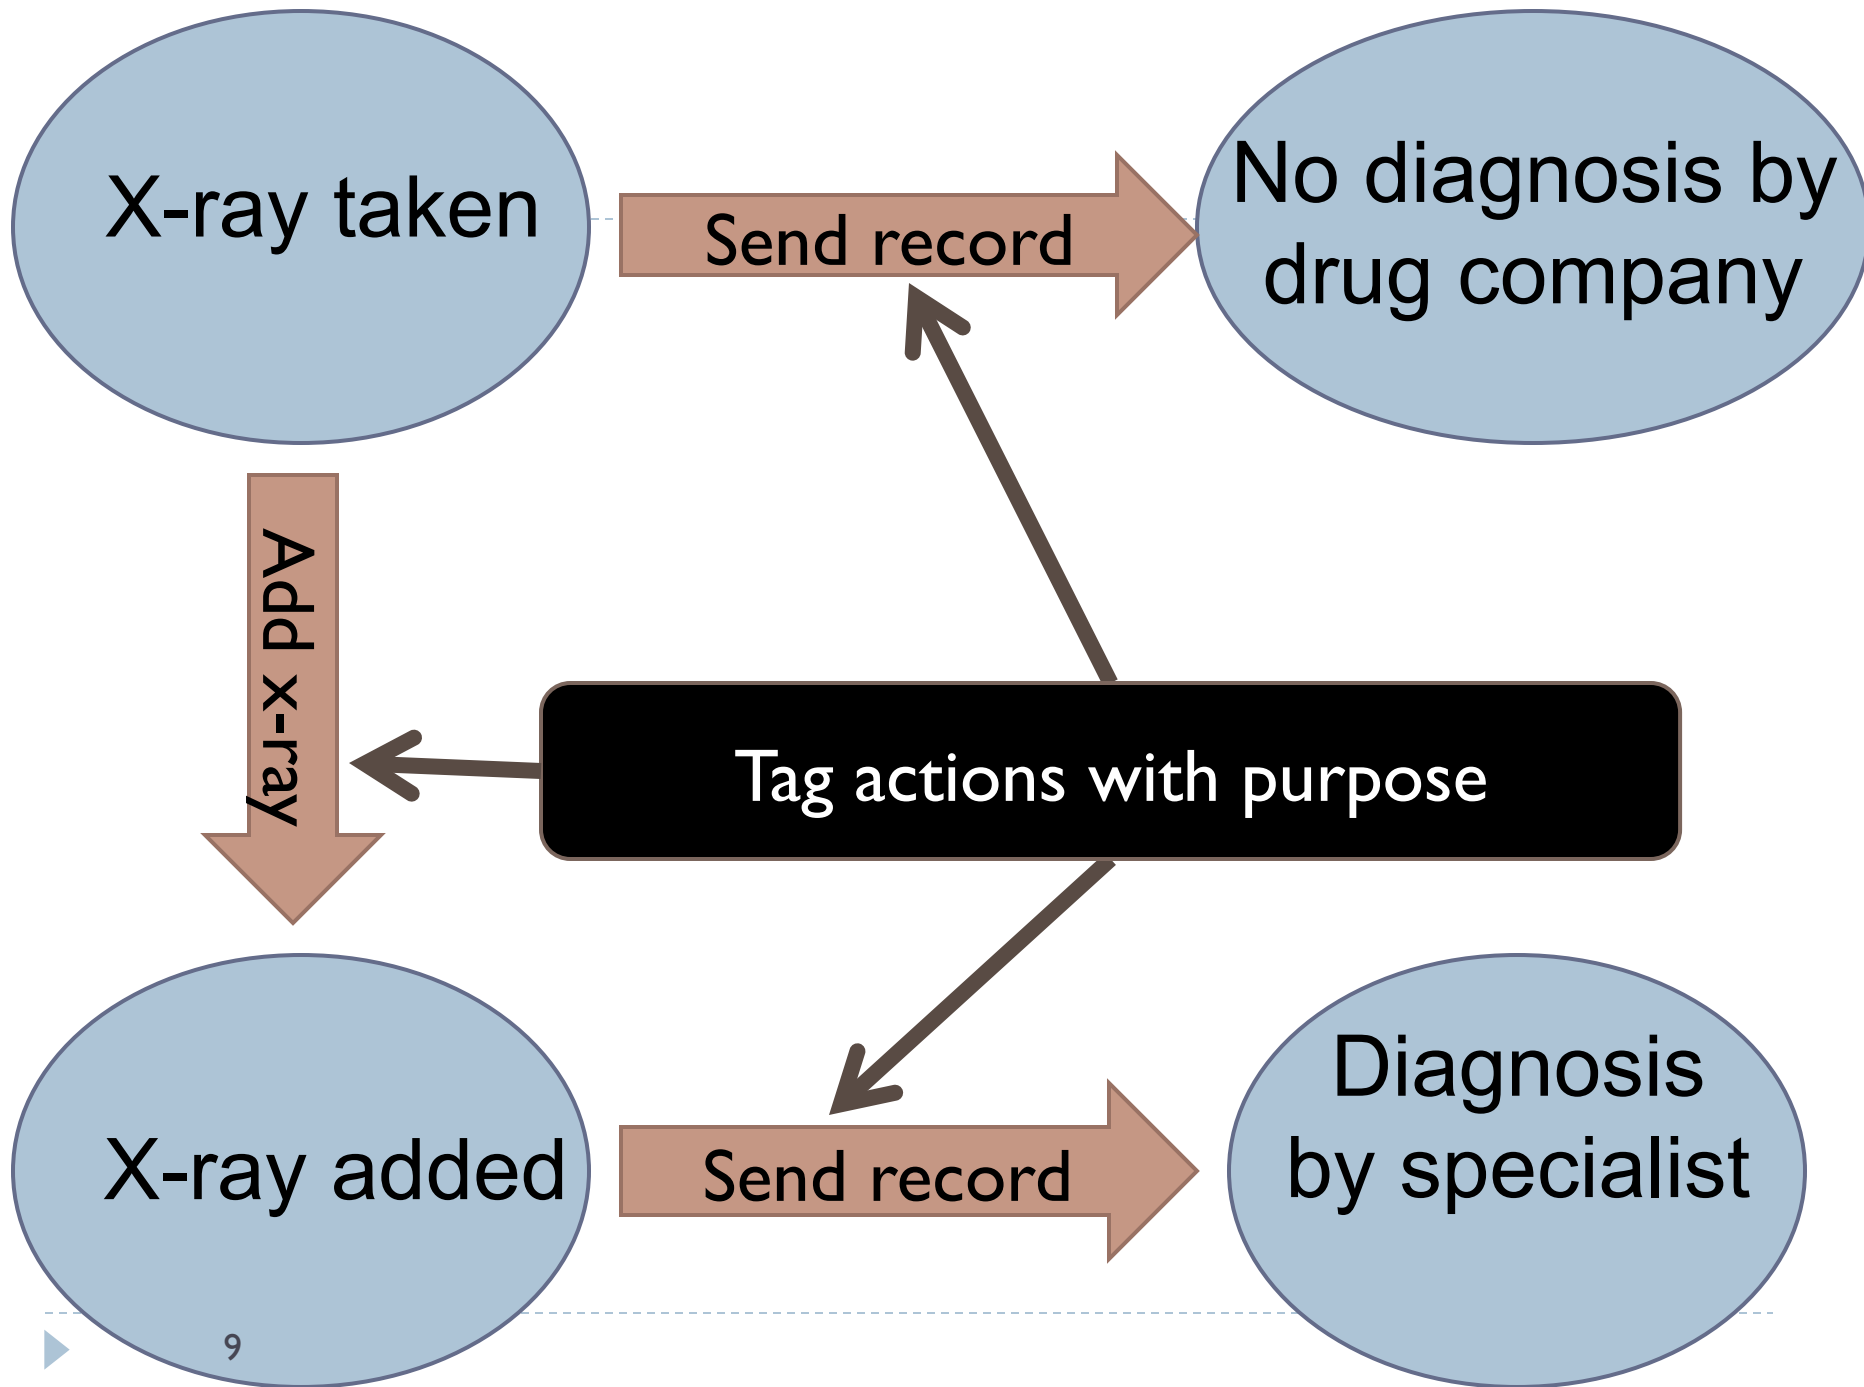 X-ray taken
Send record
No diagnosis by
drug company
Add x-ray
Tag actions with purpose
X-ray added
Send record
Diagnosis
by specialist
9